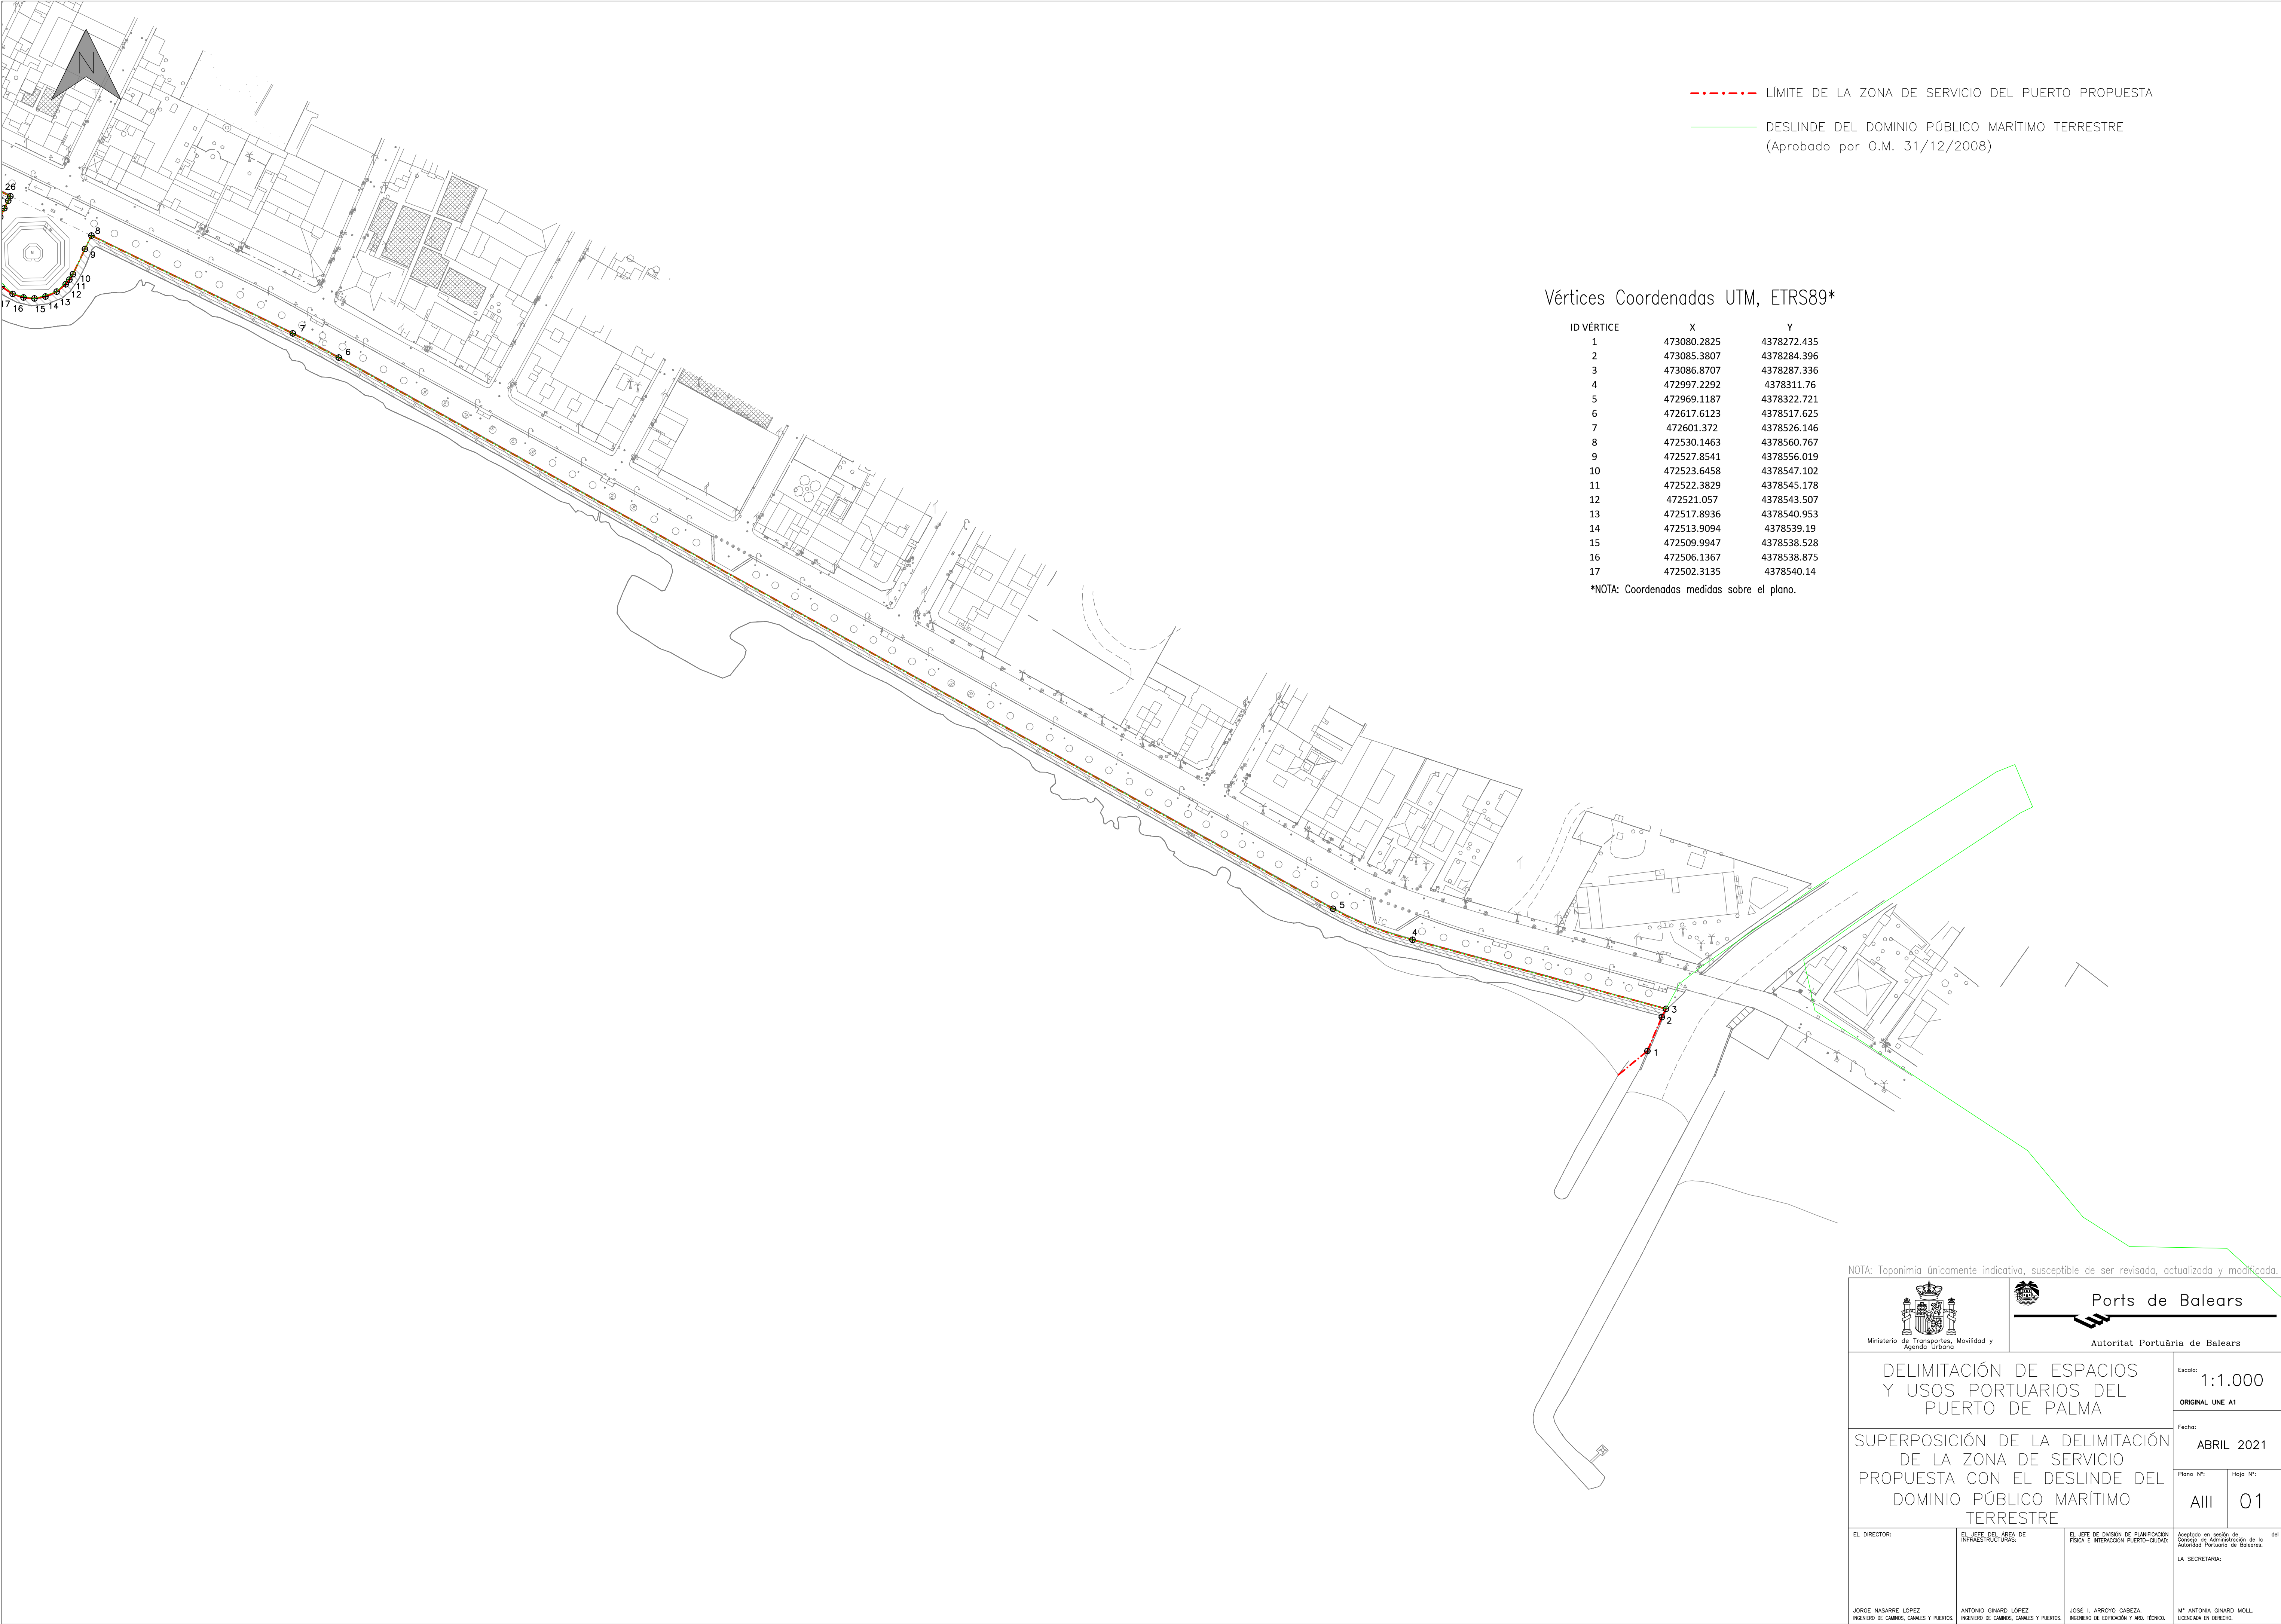 N
LÍMITE DE LA ZONA DE SERVICIO DEL PUERTO PROPUESTA
DESLINDE DEL DOMINIO PÚBLICO MARÍTIMO TERRESTRE
(Aprobado por O.M. 31/12/2008)
26
8
9
10
11
12
13
14
15
16
17
7
6
5
4
3
2
1
Vértices Coordenadas UTM, ETRS89*
ID VÉRTICE X Y
1 473080.2825 4378272.435
2 473085.3807 4378284.396
3 473086.8707 4378287.336
4 472997.2292 4378311.76
5 472969.1187 4378322.721
6 472617.6123 4378517.625
7 472601.372 4378526.146
8 472530.1463 4378560.767
9 472527.8541 4378556.019
10 472523.6458 4378547.102
11 472522.3829 4378545.178
12 472521.057 4378543.507
13 472517.8936 4378540.953
14 472513.9094 4378539.19
15 472509.9947 4378538.528
16 472506.1367 4378538.875
17 472502.3135 4378540.14
*NOTA: Coordenadas medidas sobre el plano.
NOTA: Toponimia únicamente indicativa, susceptible de ser revisada, actualizada y modificada.
Ministerio de Transportes, Movilidad y
Agenda Urbana
Ports de Balears
Autoritat Portuària de Balears
DELIMITACIÓN DE ESPACIOS
Y USOS PORTUARIOS DEL
PUERTO DE PALMA
Escala:
1:1.000
ORIGINAL UNE A1
Fecha:
ABRIL 2021
SUPERPOSICIÓN DE LA DELIMITACIÓN
DE LA ZONA DE SERVICIO
PROPUESTA CON EL DESLINDE DEL
DOMINIO PÚBLICO MARÍTIMO
TERRESTRE
Plano Nº:
AIII
Hoja Nº:
01
EL DIRECTOR:
JORGE NASARRE LÓPEZ
INGENIERO DE CAMINOS, CANALES Y PUERTOS.
EL JEFE DEL ÁREA DE
INFRAESTRUCTURAS:
ANTONIO GINARD LÓPEZ
INGENIERO DE CAMINOS, CANALES Y PUERTOS.
EL JEFE DE DIVISIÓN DE PLANIFICACIÓN
FÍSICA E INTERACCIÓN PUERTO-CIUDAD:
JOSÉ I. ARROYO CABEZA.
INGENIERO DE EDIFICACIÓN Y ARQ. TÉCNICO.
Aceptado en sesión de del
Consejo de Administración de la
Autoridad Portuaria de Baleares.
LA SECRETARIA:
Mª ANTONIA GINARD MOLL.
LICENCIADA EN DERECHO.